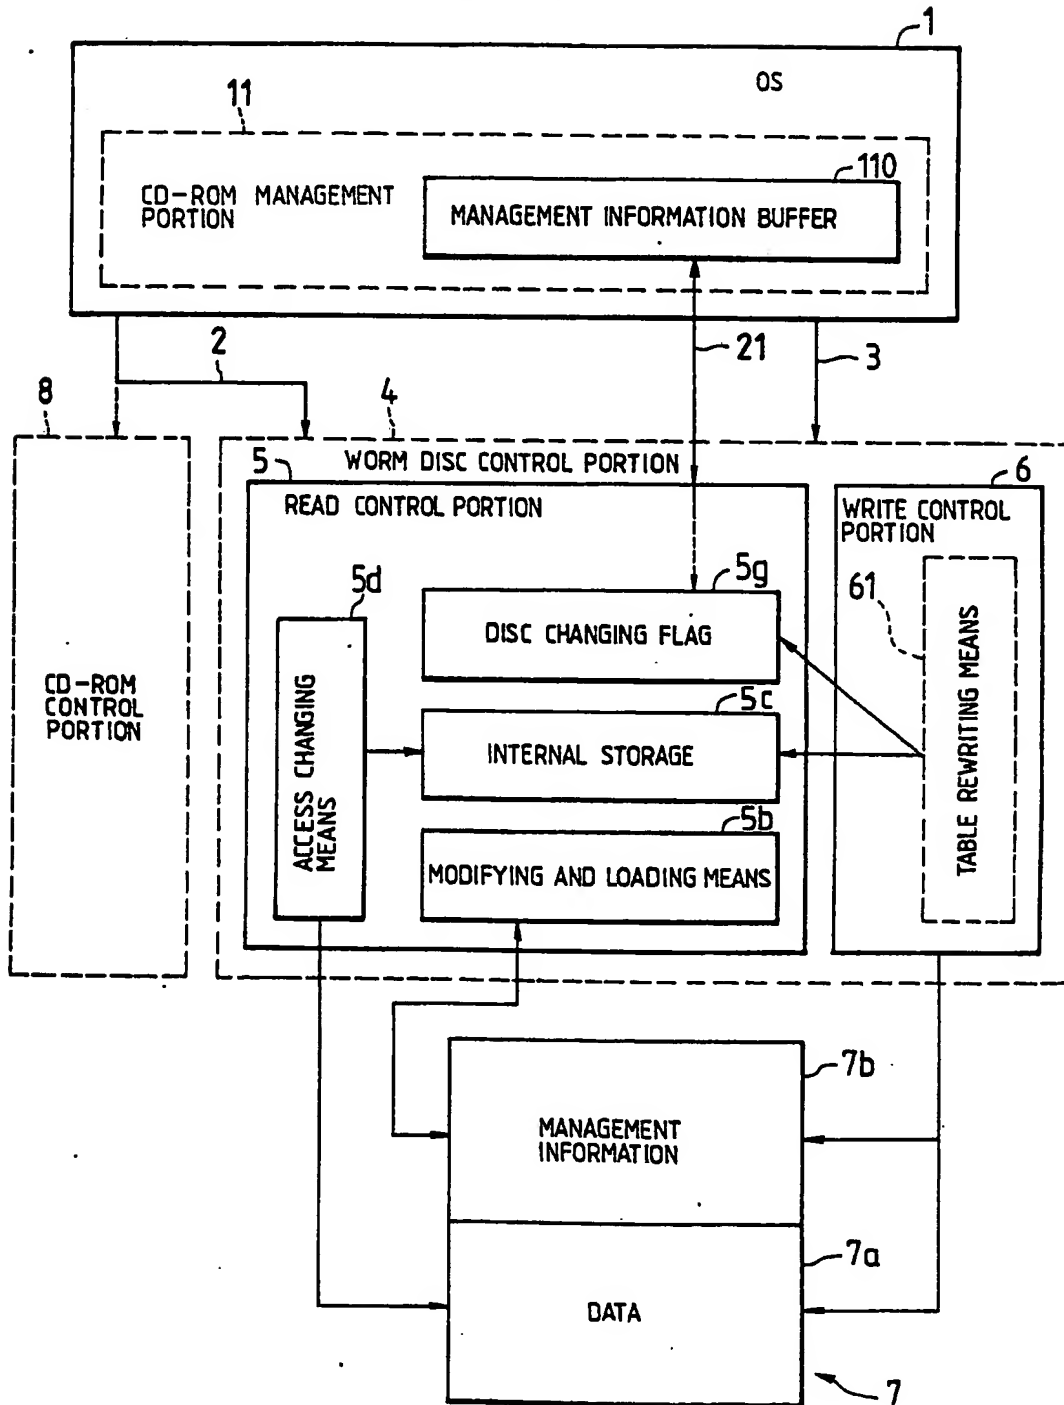 1
OS
11
110
CD-ROM MANAGEMENT
PORTION
MANAGEMENT INFORMATION BUFFER
2
21
3
8
4
WORM DISC CONTROL PORTION
5
6
READ CONTROL PORTION
WRITE CONTROL
PORTION
5d
5g
61
DISC CHANGING FLAG
CD-ROM
CONTROL
PORTION
5c
INTERNAL STORAGE
ACCESS CHANGING
MEANS
TABLE REWRITING MEANS
5b
MODIFYING AND LOADING MEANS
7b
MANAGEMENT
INFORMATION
7a
DATA
7